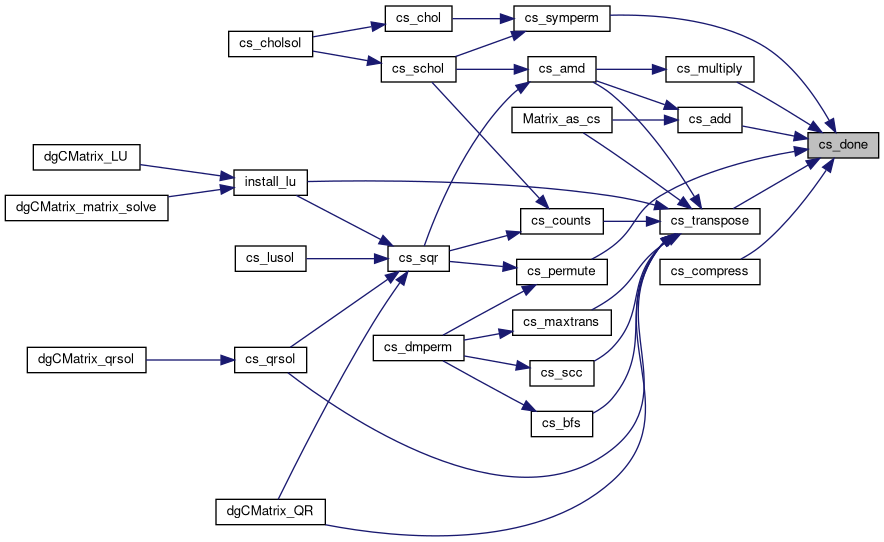 cs_chol
cs_symperm
cs_cholsol
cs_schol
cs_amd
cs_multiply
Matrix_as_cs
cs_add
cs_done
dgCMatrix_LU
install_lu
dgCMatrix_matrix_solve
cs_counts
cs_transpose
cs_lusol
cs_sqr
cs_permute
cs_compress
cs_maxtrans
dgCMatrix_qrsol
cs_qrsol
cs_dmperm
cs_scc
cs_bfs
dgCMatrix_QR